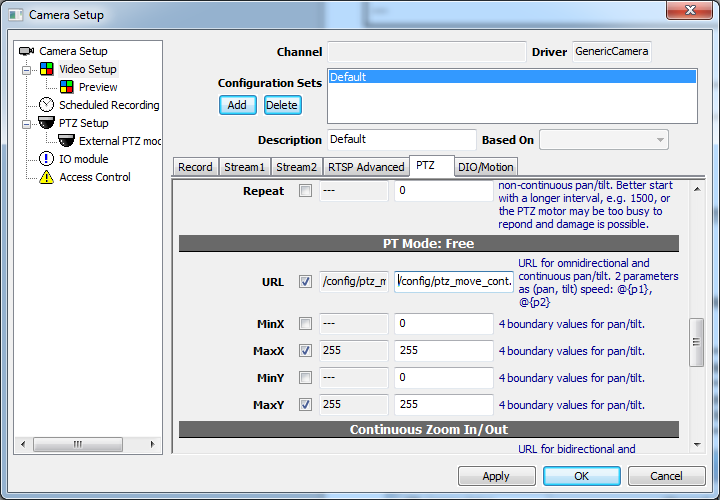 Camera Setup
Channel
Driver GenericCamera
Configuration Sets
Default
Add Delete
Description Default Based On
Camera Setup
Video Setup
Preview
Scheduled Recording
PTZ Setup
External PTZ mod
IO module
Access Control
Record Stream1 Stream2 RTSP Advanced PTZ DIO/Motion
Repeat --- 0
non-continuous pan/tilt. Better start
with a longer interval, e.g. 1500, or
the PTZ motor may be too busy to
repond and damage is possible.
PT Mode: Free
URL /config/ptz_m /config/ptz_move_cont.
URL for omnidirectional and
continuous pan/tilt. 2 parameters
as (pan, tilt) speed: @{p1},
@{p2}
MinX --- 0 4 boundary values for pan/tilt.
MaxX 255 255 4 boundary values for pan/tilt.
MinY --- 0 4 boundary values for pan/tilt.
MaxY 255 255 4 boundary values for pan/tilt.
Continuous Zoom In/Out
URL for bidirectional and
Apply OK Cancel